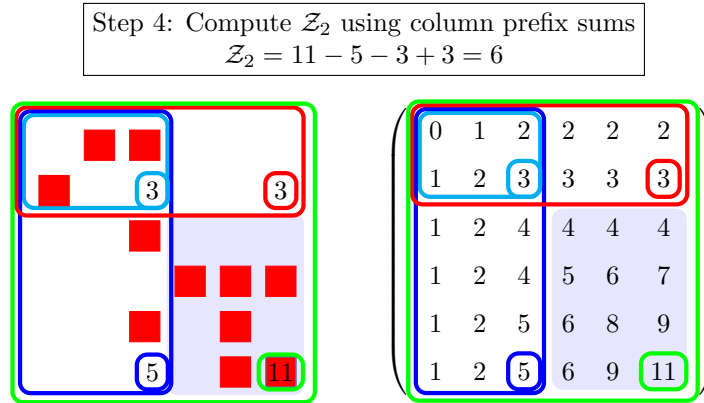 Step 4: Compute 𝒵₂ using column prefix sums
𝒵₂ = 11 − 5 − 3 + 3 = 6
3 3
5 11
0 1 2 2 2 2
1 2 3 3 3 3
1 2 4 4 4 4
1 2 4 5 6 7
1 2 5 6 8 9
1 2 5 6 9 11